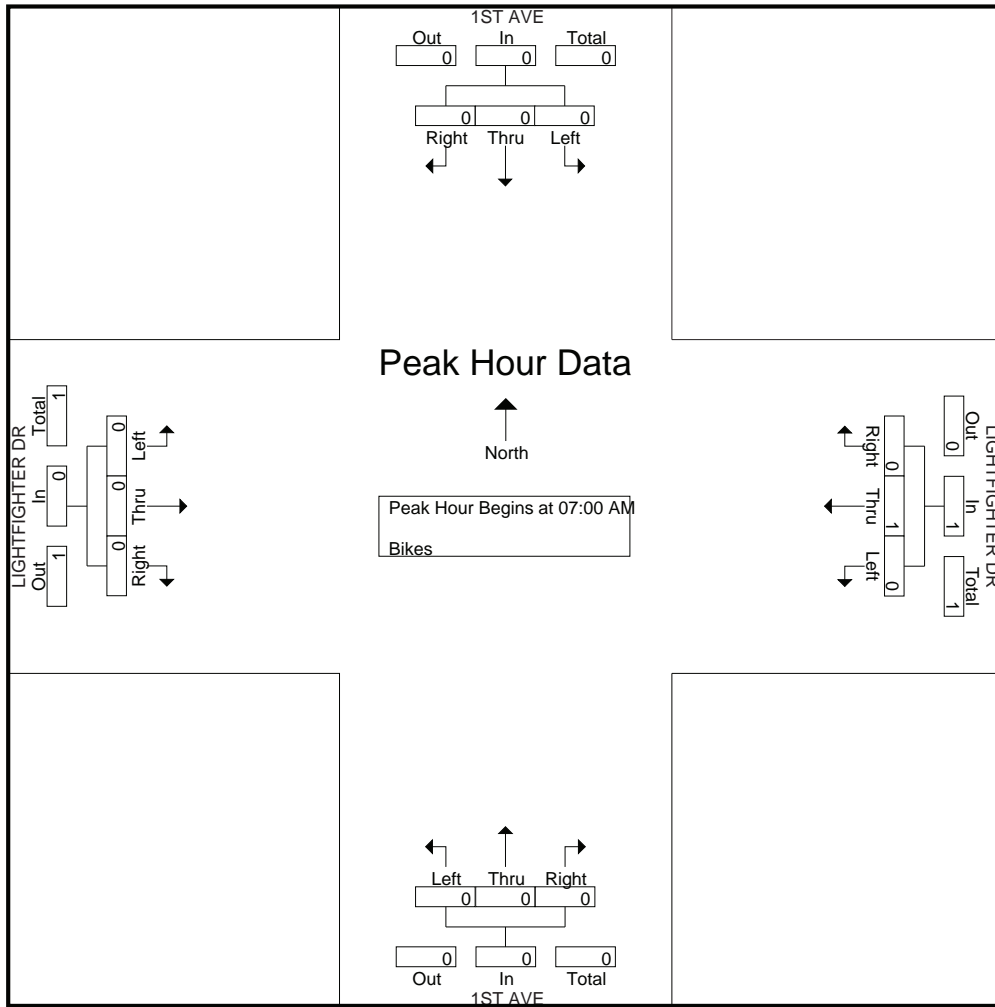 1ST AVE
Out In Total
0 0 0
0 0 0
Right Thru Left
Peak Hour Data
North
Peak Hour Begins at 07:00 AM
Bikes
LIGHTFIGHTER DR
Out In Total
1 0 1
0 0 0
Left Thru Right
LIGHTFIGHTER DR
Out In Total
0 1 1
0 1 0
Right Thru Left
Left Thru Right
0 0 0
0 0 0
Out In Total
1ST AVE